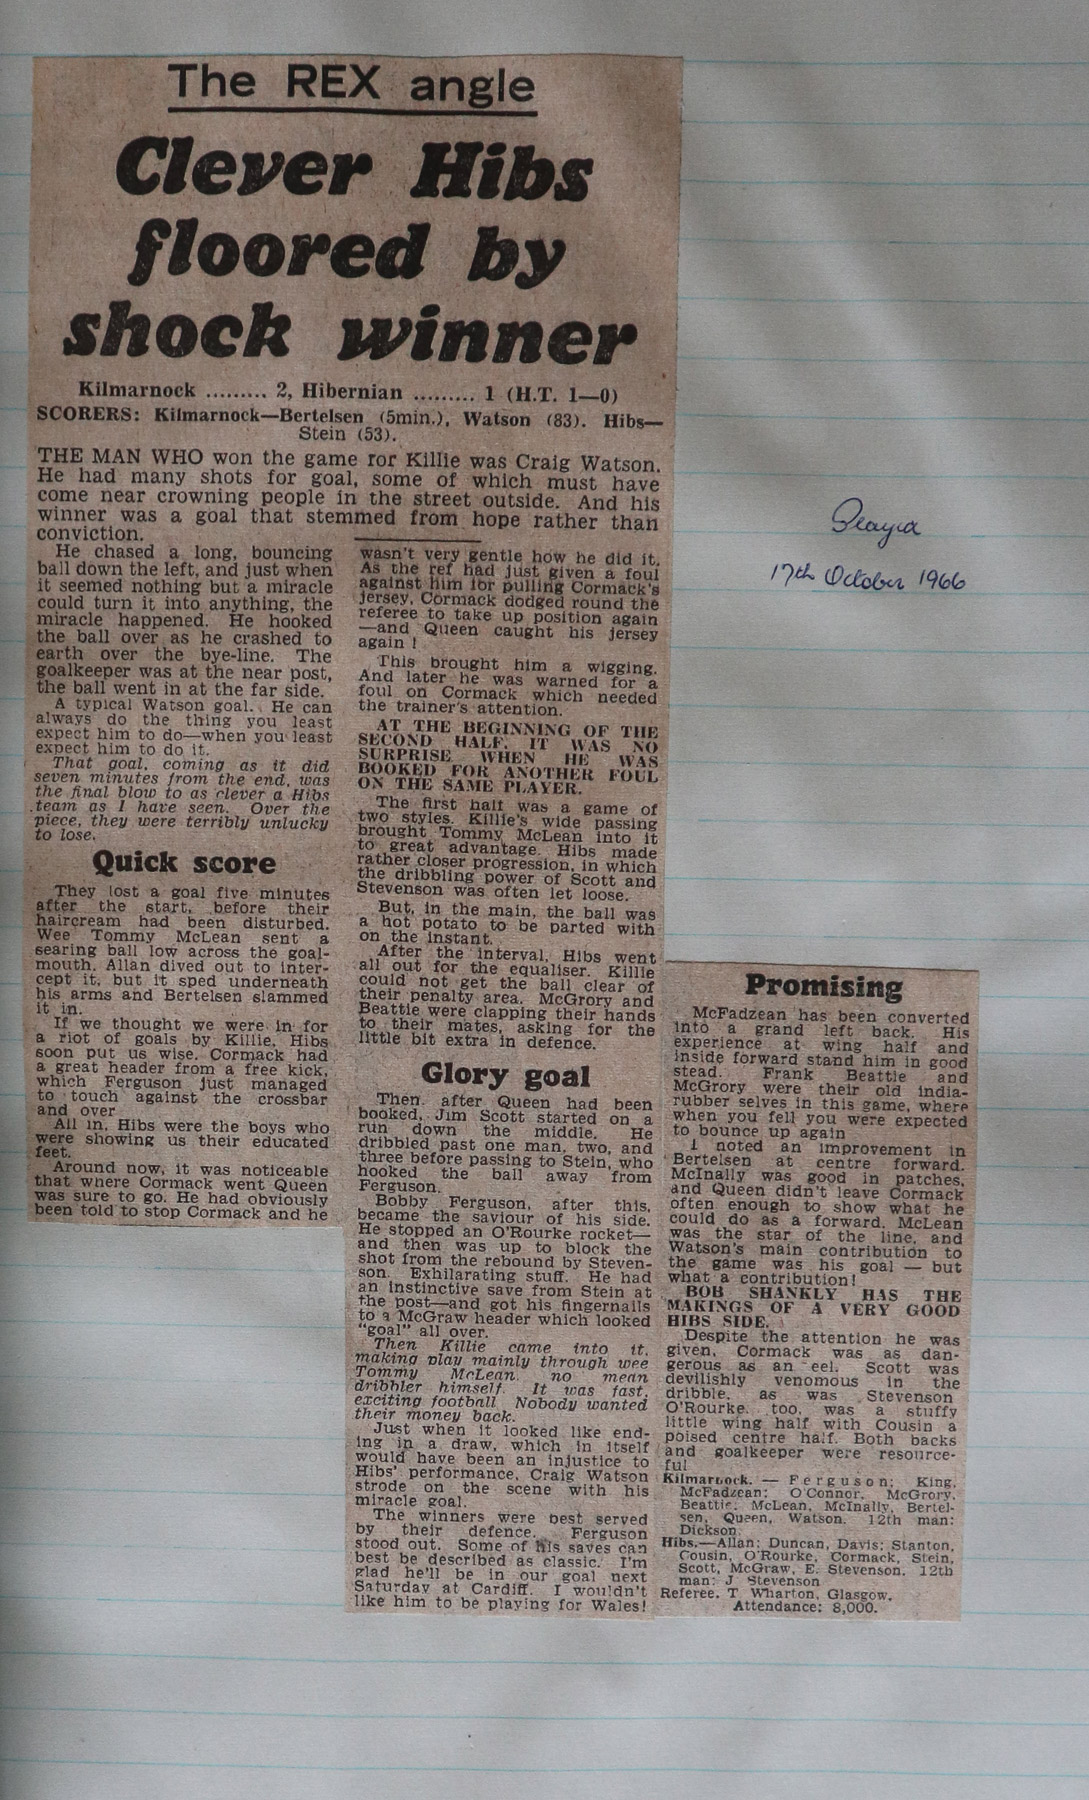 The REX angle
Clever Hibs
floored by
shock winner
Kilmarnock ......... 2, Hibernian ......... 1 (H.T. 1—0)
SCORERS: Kilmarnock—Bertelsen (5min.), Watson (83). Hibs—
Stein (53).
THE MAN WHO won the game ror Killie was Craig Watson.
He had many shots for goal, some of which must have
come near crowning people in the street outside. And his
winner was a goal that stemmed from hope rather than
conviction.
He chased a long, bouncing
ball down the left, and just when
it seemed nothing but a miracle
could turn it into anything, the
miracle happened. He hooked
the ball over as he crashed to
earth over the bye-line. The
goalkeeper was at the near post,
the ball went in at the far side.
A typical Watson goal. He can
always do the thing you least
expect him to do—when you least
expect him to do it.
That goal, coming as it did
seven minutes from the end, was
the final blow to as clever a Hibs
team as I have seen. Over the
piece, they were terribly unlucky
to lose.
Quick score
They lost a goal five minutes
after the start, before their
haircream had been disturbed.
Wee Tommy McLean sent a
searing ball low across the goal-
mouth. Allan dived out to inter-
cept it, but it sped underneath
his arms and Bertelsen slammed
it in.
If we thought we were in for
a riot of goals by Killie, Hibs
soon put us wise. Cormack had
a great header from a free kick,
which Ferguson just managed
to touch against the crossbar
and over
All in, Hibs were the boys who
were showing us their educated
feet.
Around now, it was noticeable
that where Cormack went Queen
was sure to go. He had obviously
been told to stop Cormack and he
wasn't very gentle how he did it.
As the ref had just given a foul
against him for pulling Cormack's
jersey, Cormack dodged round the
referee to take up position again
—and Queen caught his jersey
again !
This brought him a wigging.
And later he was warned for a
foul on Cormack which needed
the trainer's attention.
AT THE BEGINNING OF THE
SECOND HALF, IT WAS NO
SURPRISE WHEN HE WAS
BOOKED FOR ANOTHER FOUL
ON THE SAME PLAYER.
The first half was a game of
two styles. Killie's wide passing
brought Tommy McLean into it
to great advantage. Hibs made
rather closer progression, in which
the dribbling power of Scott and
Stevenson was often let loose.
But, in the main, the ball was
a hot potato to be parted with
on the instant.
After the interval, Hibs went
all out for the equaliser. Killie
could not get the ball clear of
their penalty area. McGrory and
Beattie were clapping their hands
to their mates, asking for the
little bit extra in defence.
Glory goal
Then, after Queen had been
booked, Jim Scott started on a
run down the middle. He
dribbled past one man, two, and
three before passing to Stein, who
hooked the ball away from
Ferguson.
Bobby Ferguson, after this,
became the saviour of his side.
He stopped an O'Rourke rocket—
and then was up to block the
shot from the rebound by Steven-
son. Exhilarating stuff. He had
an instinctive save from Stein at
the post—and got his fingernails
to a McGraw header which looked
"goal" all over.
Then Killie came into it,
making play mainly through wee
Tommy McLean, no mean
dribbler himself. It was fast,
exciting football Nobody wanted
their money back.
Just when it looked like end-
ing in a draw, which in itself
would have been an injustice to
Hibs' performance, Craig Watson
strode on the scene with his
miracle goal.
The winners were best served
by their defence. Ferguson
stood out. Some of his saves can
best be described as classic. I'm
glad he'll be in our goal next
Saturday at Cardiff. I wouldn't
like him to be playing for Wales!
Promising
McFadzean has been converted
into a grand left back. His
experience at wing half and
inside forward stand him in good
stead. Frank Beattie and
McGrory were their old india-
rubber selves in this game, where
when you fell you were expected
to bounce up again
I noted an improvement in
Bertelsen at centre forward.
McInally was good in patches,
and Queen didn't leave Cormack
often enough to show what he
could do as a forward. McLean
was the star of the line, and
Watson's main contribution to
the game was his goal — but
what a contribution!
BOB SHANKLY HAS THE
MAKINGS OF A VERY GOOD
HIBS SIDE.
Despite the attention he was
given, Cormack was as dan-
gerous as an eel. Scott was
devilishly venomous in the
dribble, as was Stevenson
O'Rourke, too, was a stuffy
little wing half with Cousin a
poised centre half. Both backs
and goalkeeper were resource-
ful
Kilmarnock. — Ferguson; King,
McFadzean; O'Connor, McGrory,
Beattie; McLean, McInally, Bertel-
sen, Queen, Watson. 12th man:
Dickson.
Hibs.—Allan; Duncan, Davis; Stanton,
Cousin, O'Rourke, Cormack, Stein,
Scott, McGraw, E. Stevenson. 12th
man: J Stevenson
Referee. T Wharton, Glasgow.
Attendance: 8,000.
17th October 1966